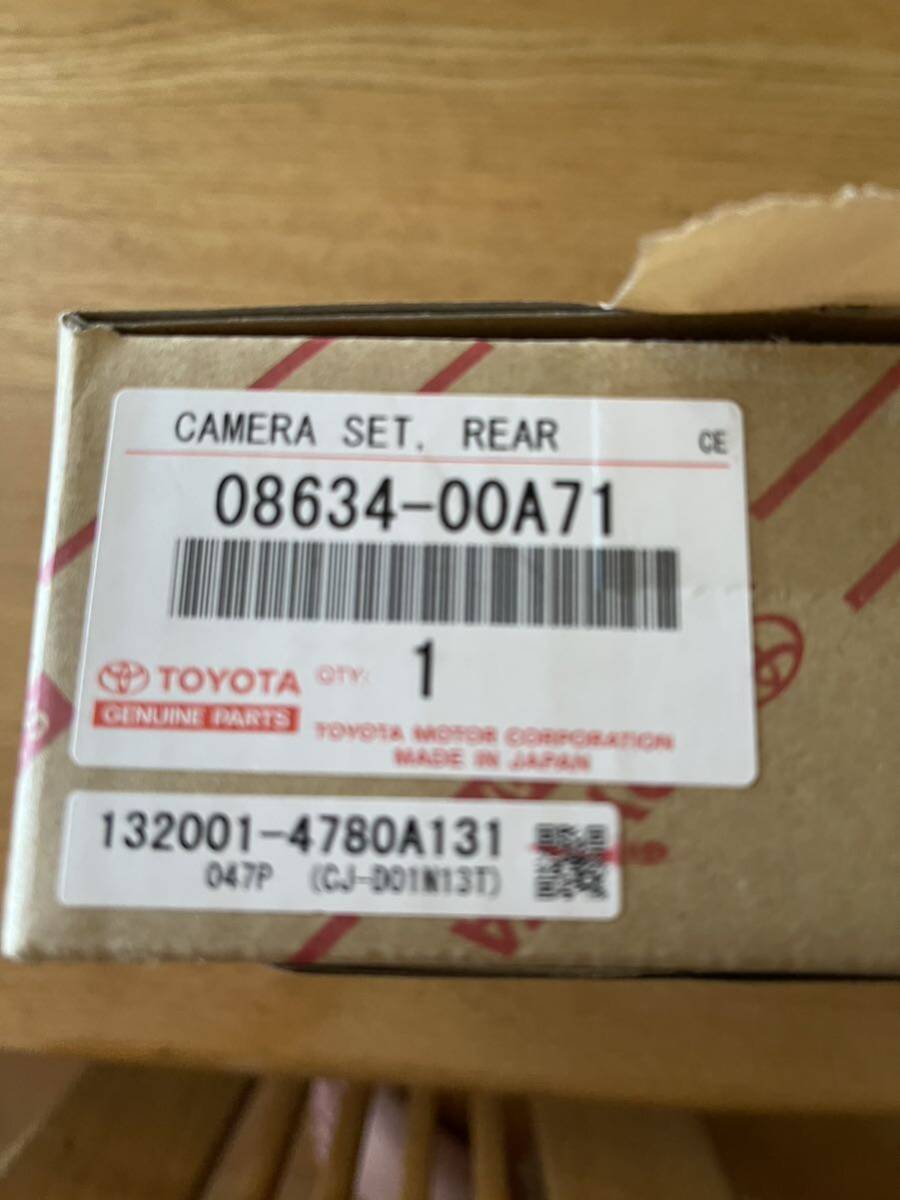 CAMERA SET. REAR
CE
08634-00A71
TOYOTA
QTY: 1
GENUINE PARTS
TOYOTA MOTOR CORPORATION
MADE IN JAPAN
132001-4780A131
047P (CJ-D01N13T)